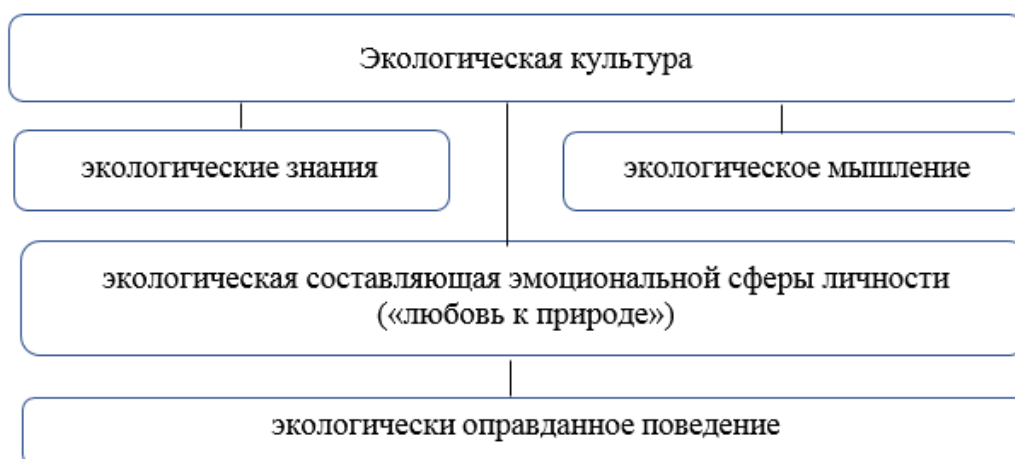 Экологическая культура
экологические знания
экологическое мышление
экологическая составляющая эмоциональной сферы личности
(«любовь к природе»)
экологически оправданное поведение